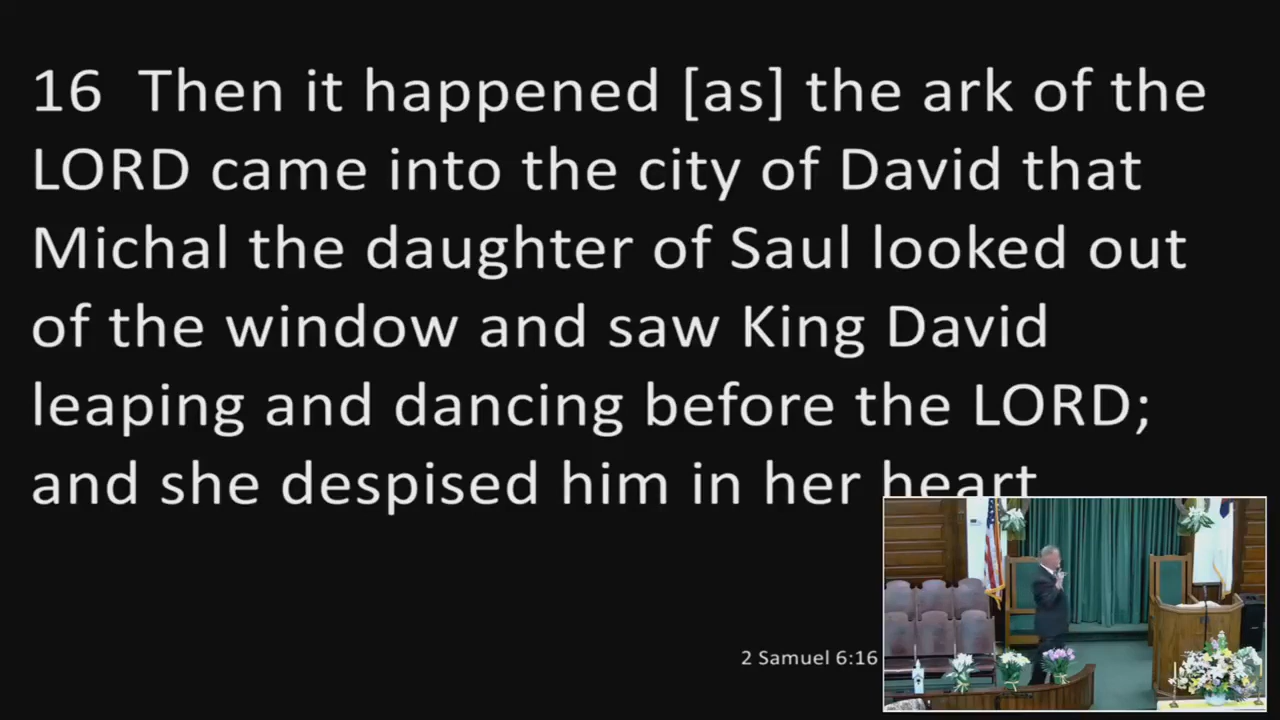 16 Then it happened [as] the ark of the
LORD came into the city of David that
Michal the daughter of Saul looked out
of the window and saw King David
leaping and dancing before the LORD;
and she despised him in her heart
2 Samuel 6:16